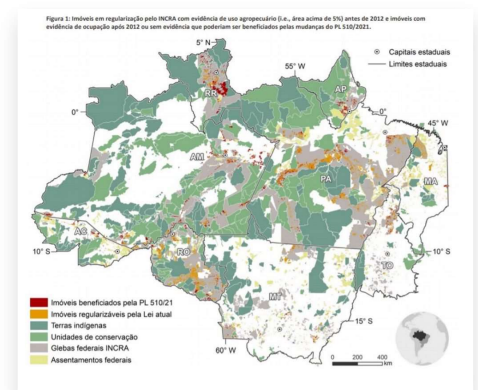 Figura 1: Imóveis em regularização pelo INCRA com evidência de uso agropecuário (i.e., área acima de 5%) antes de 2012 e imóveis com
evidência de ocupação após 2012 ou sem evidência que poderiam ser beneficiados pelas mudanças do PL 510/2021.
5° N
55° W
Capitais estaduais
Limites estaduais
RR
AP
0°
0°
45° W
AM
PA
MA
AC
10° S
10° S
RO
TO
MT
15° S
60° W
Imóveis beneficiados pela PL 510/21
Imóveis regularizáveis pela Lei atual
Terras indígenas
Unidades de conservação
Glebas federais INCRA
Assentamentos federais
0 200 400
km